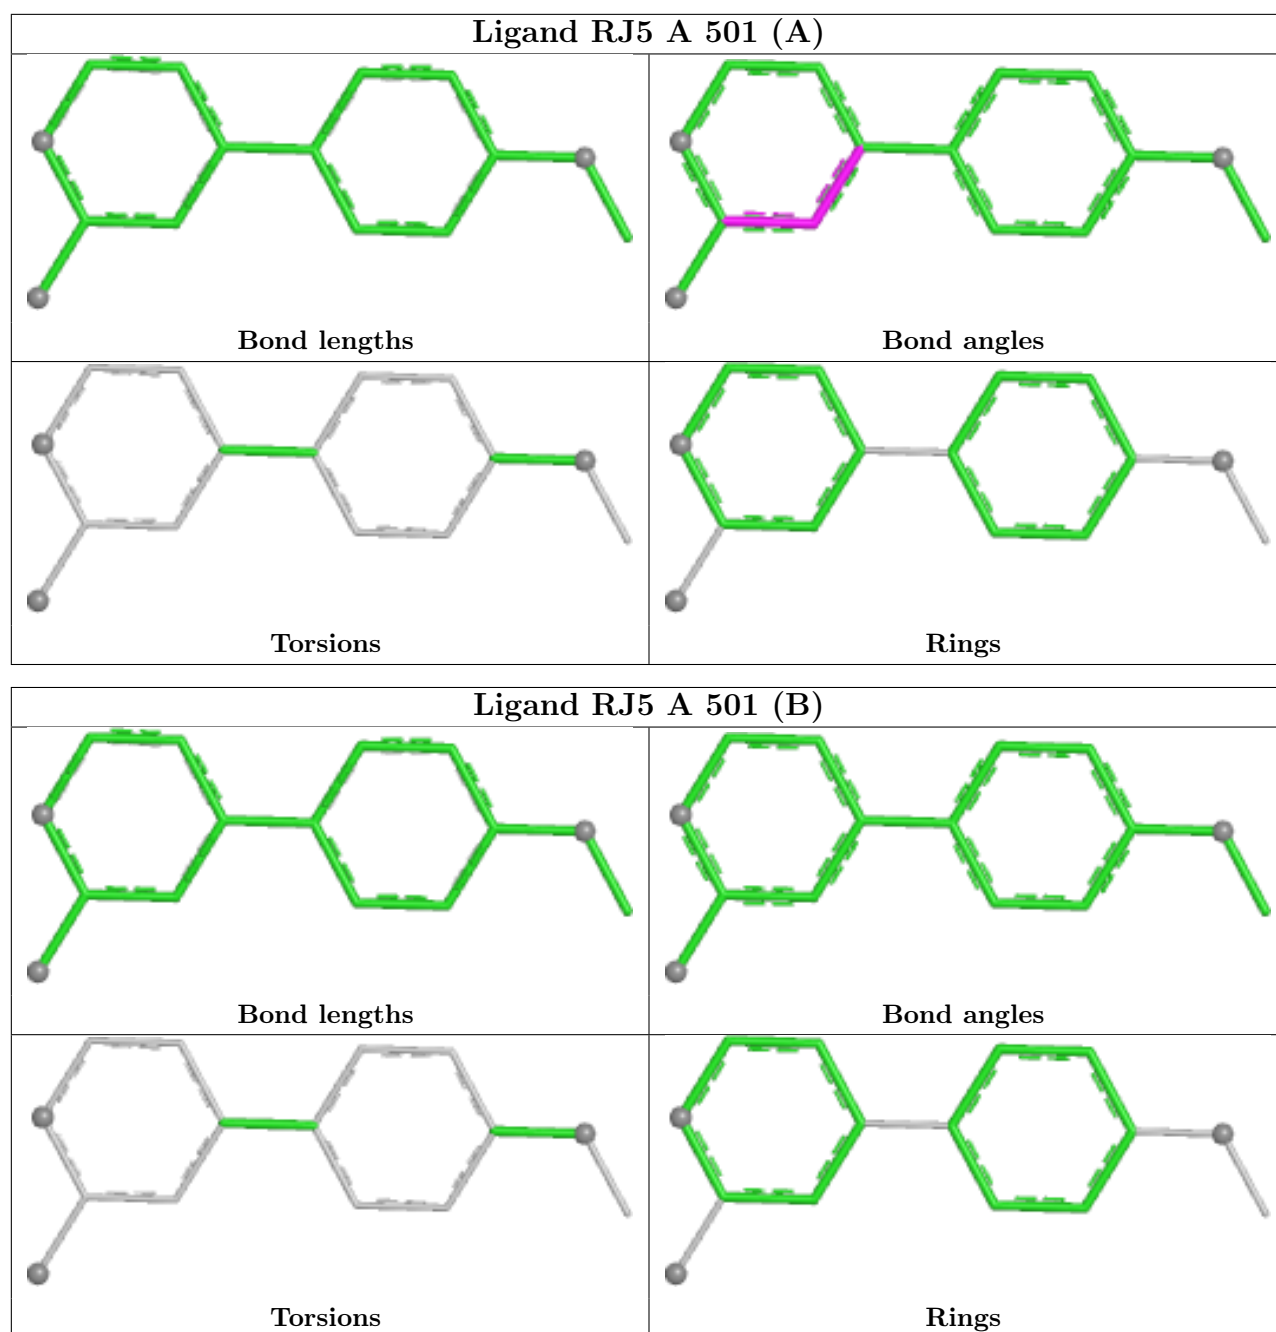 Ligand RJ5 A 501 (A)
Bond lengths
Bond angles
Torsions
Rings
Ligand RJ5 A 501 (B)
Bond lengths
Bond angles
Torsions
Rings